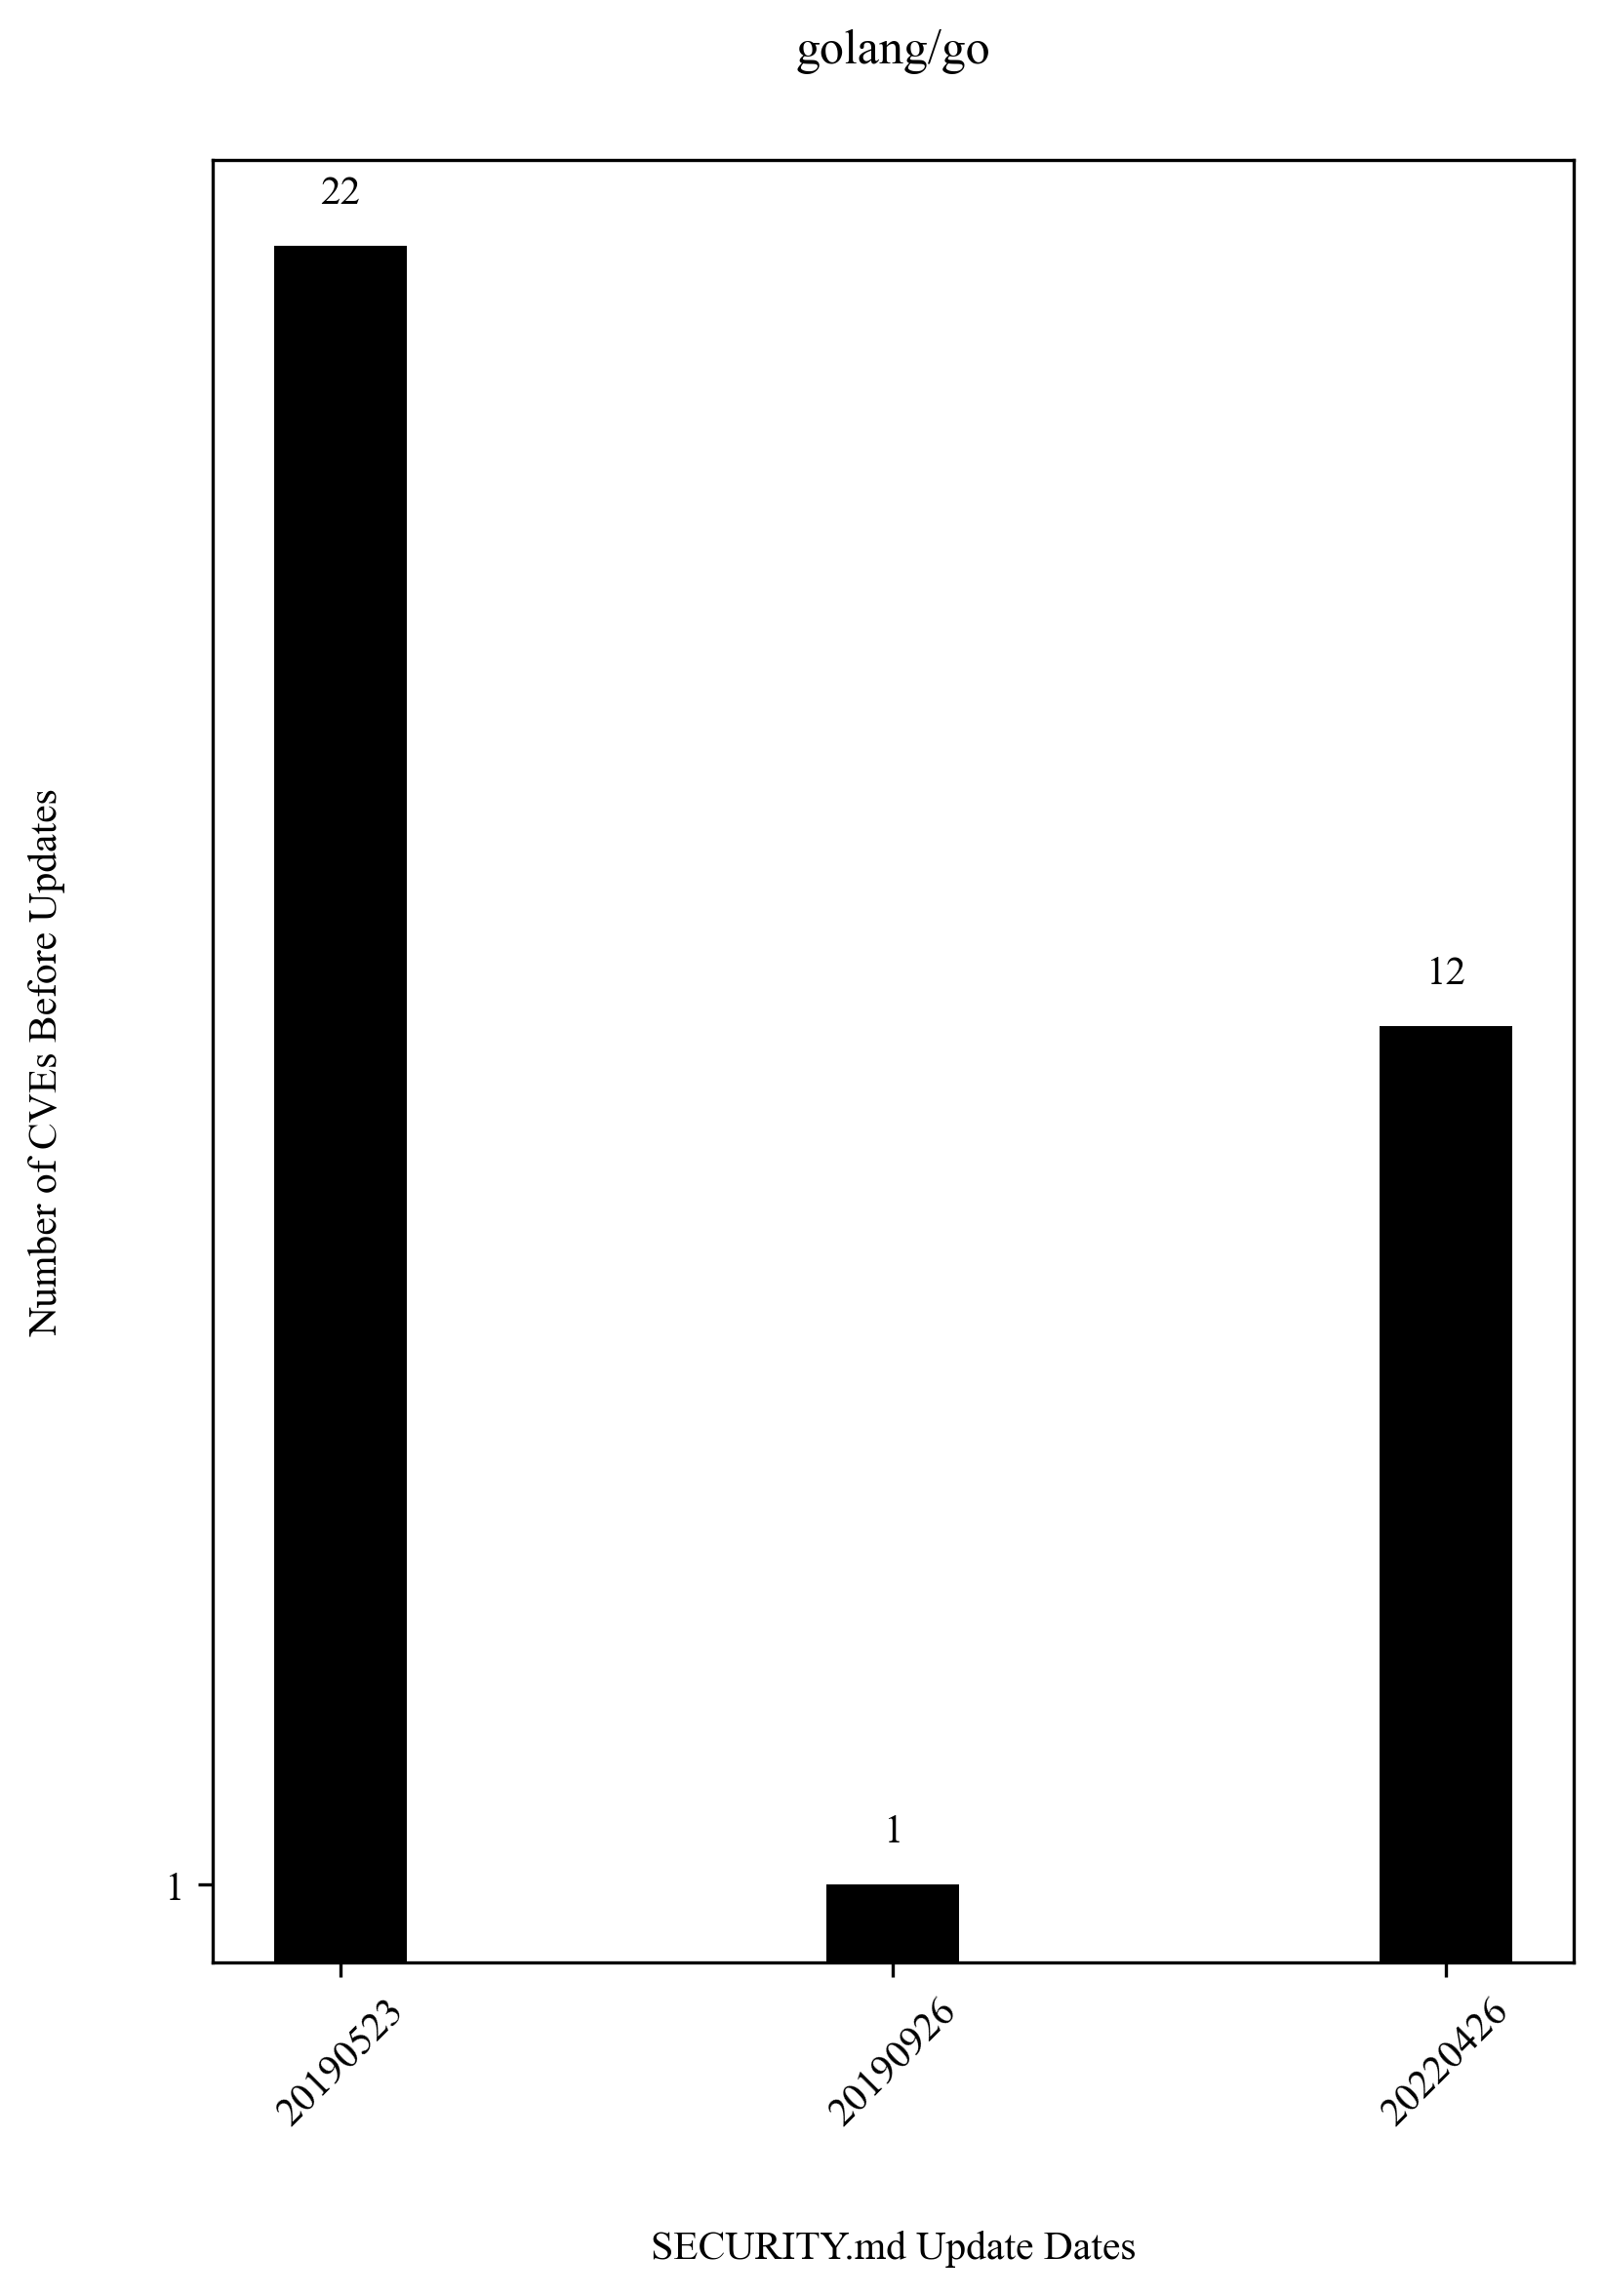 golang/go
22
12
1
1
Number of CVEs Before Updates
20190523
20190926
20220426
SECURITY.md Update Dates